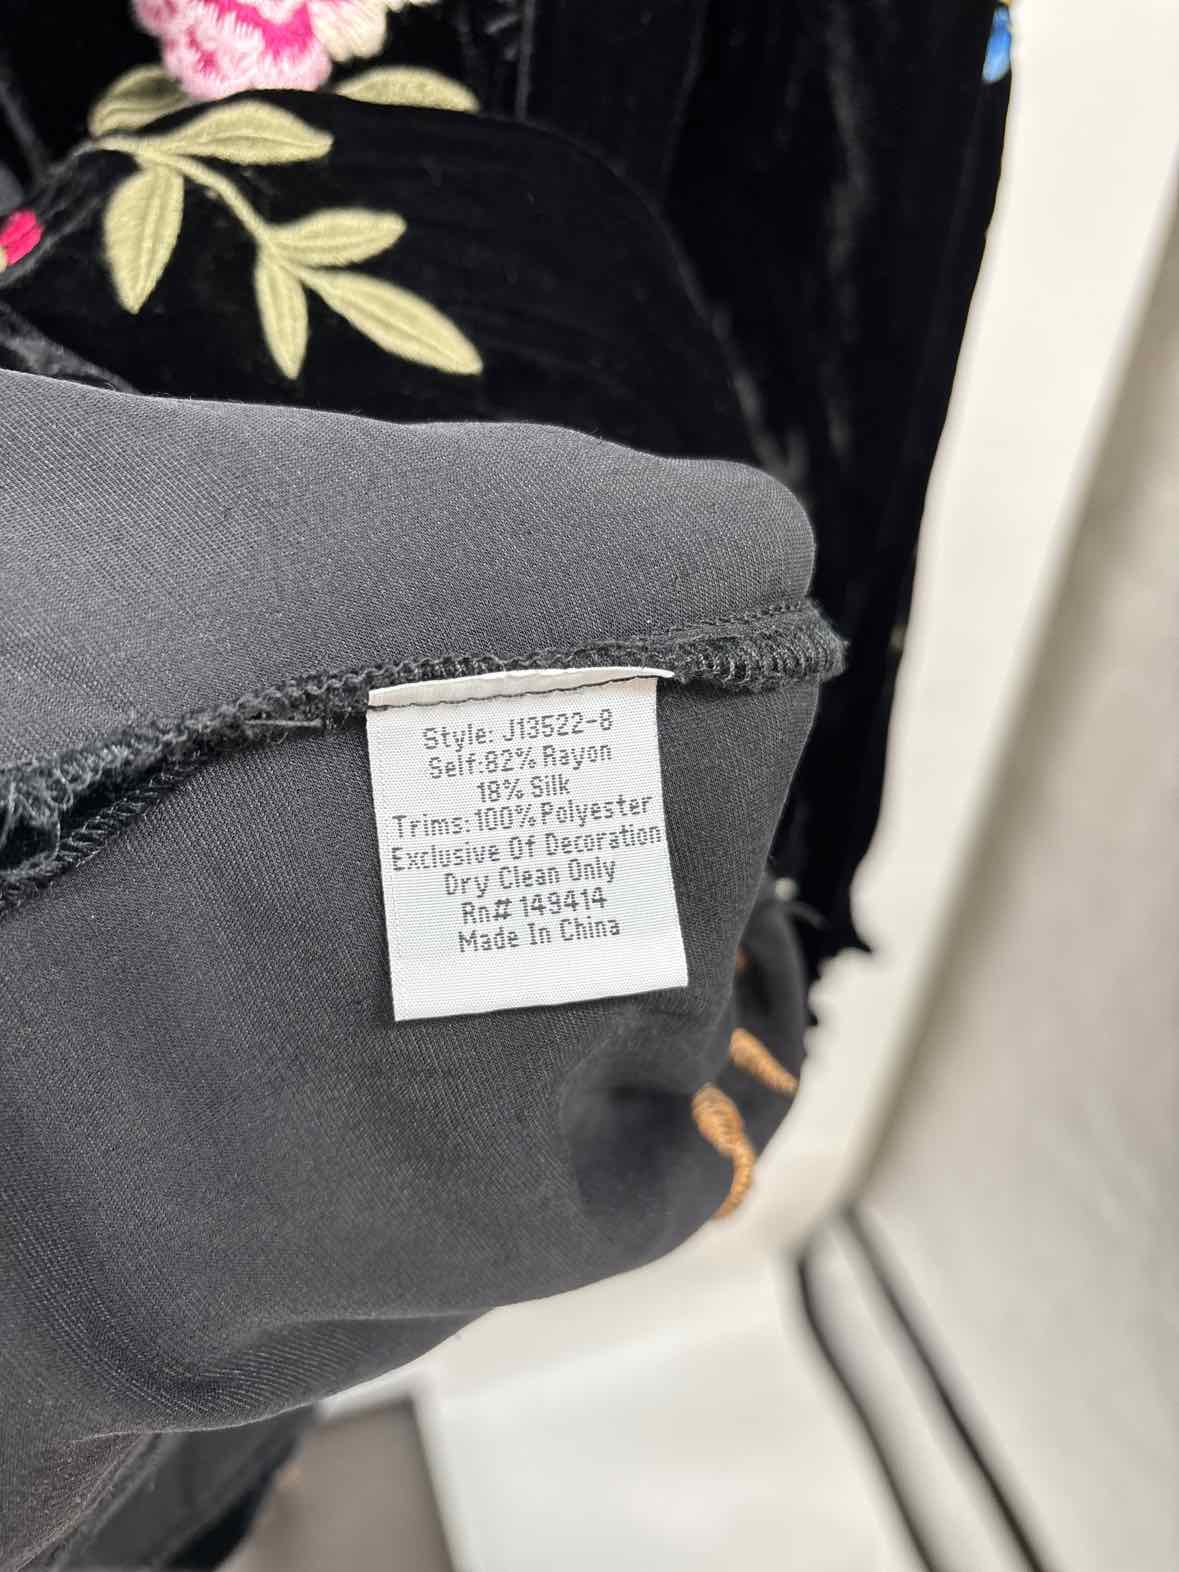 Style: J13522-8
Self:82% Rayon
18% Silk
Trims:100% Polyester
Exclusive Of Decoration
Dry Clean Only
Rn# 149414
Made In China